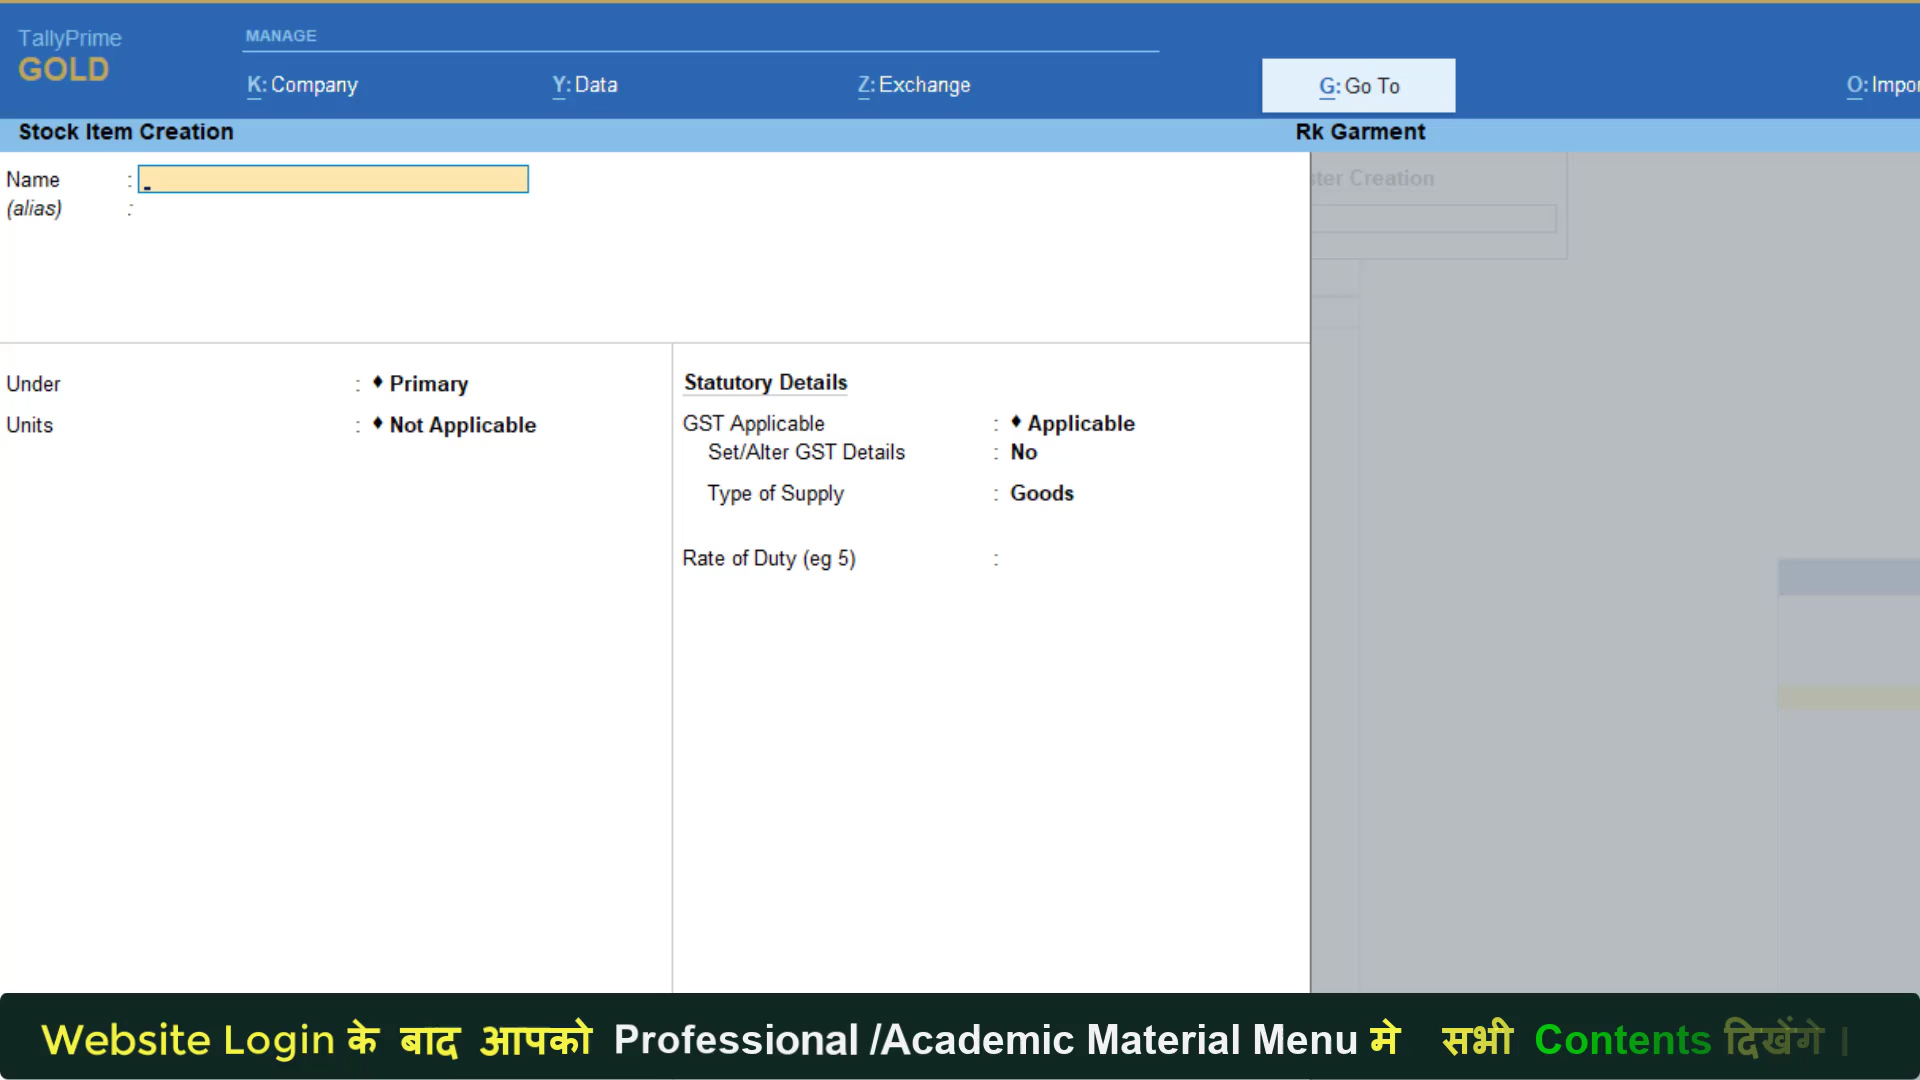 TallyPrime
GOLD
MANAGE
K: Company
Y: Data
Z: Exchange
G: Go To
O: Impor
Stock Item Creation
Rk Garment
Name :
(alias) :
ster Creation
Under : ♦ Primary
Units : ♦ Not Applicable
Statutory Details
GST Applicable : ♦ Applicable
Set/Alter GST Details : No
Type of Supply : Goods
Rate of Duty (eg 5) :
Website Login के बाद आपको Professional /Academic Material Menu मे सभी Contents दिखेंगे |